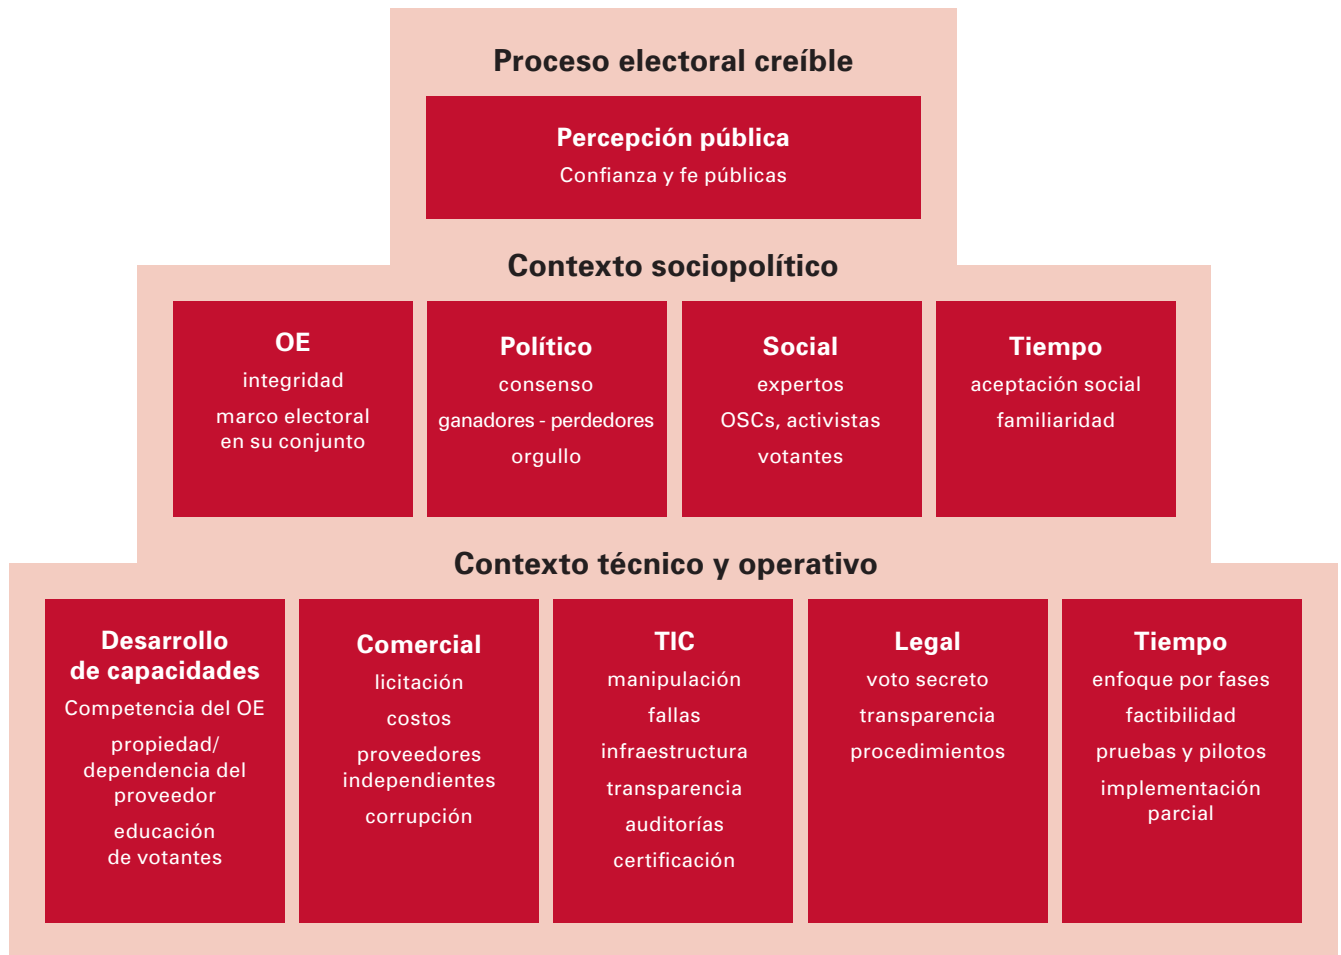 Proceso electoral creíble
Percepción pública
Confianza y fe públicas
Contexto sociopolítico
OE
integridad
marco electoral
en su conjunto
Político
consenso
ganadores - perdedores
orgullo
Social
expertos
OSCs, activistas
votantes
Tiempo
aceptación social
familiaridad
Contexto técnico y operativo
Desarrollo
de capacidades
Competencia del OE
propiedad/
dependencia del
proveedor
educación
de votantes
Comercial
licitación
costos
proveedores
independientes
corrupción
TIC
manipulación
fallas
infraestructura
transparencia
auditorías
certificación
Legal
voto secreto
transparencia
procedimientos
Tiempo
enfoque por fases
factibilidad
pruebas y pilotos
implementación
parcial